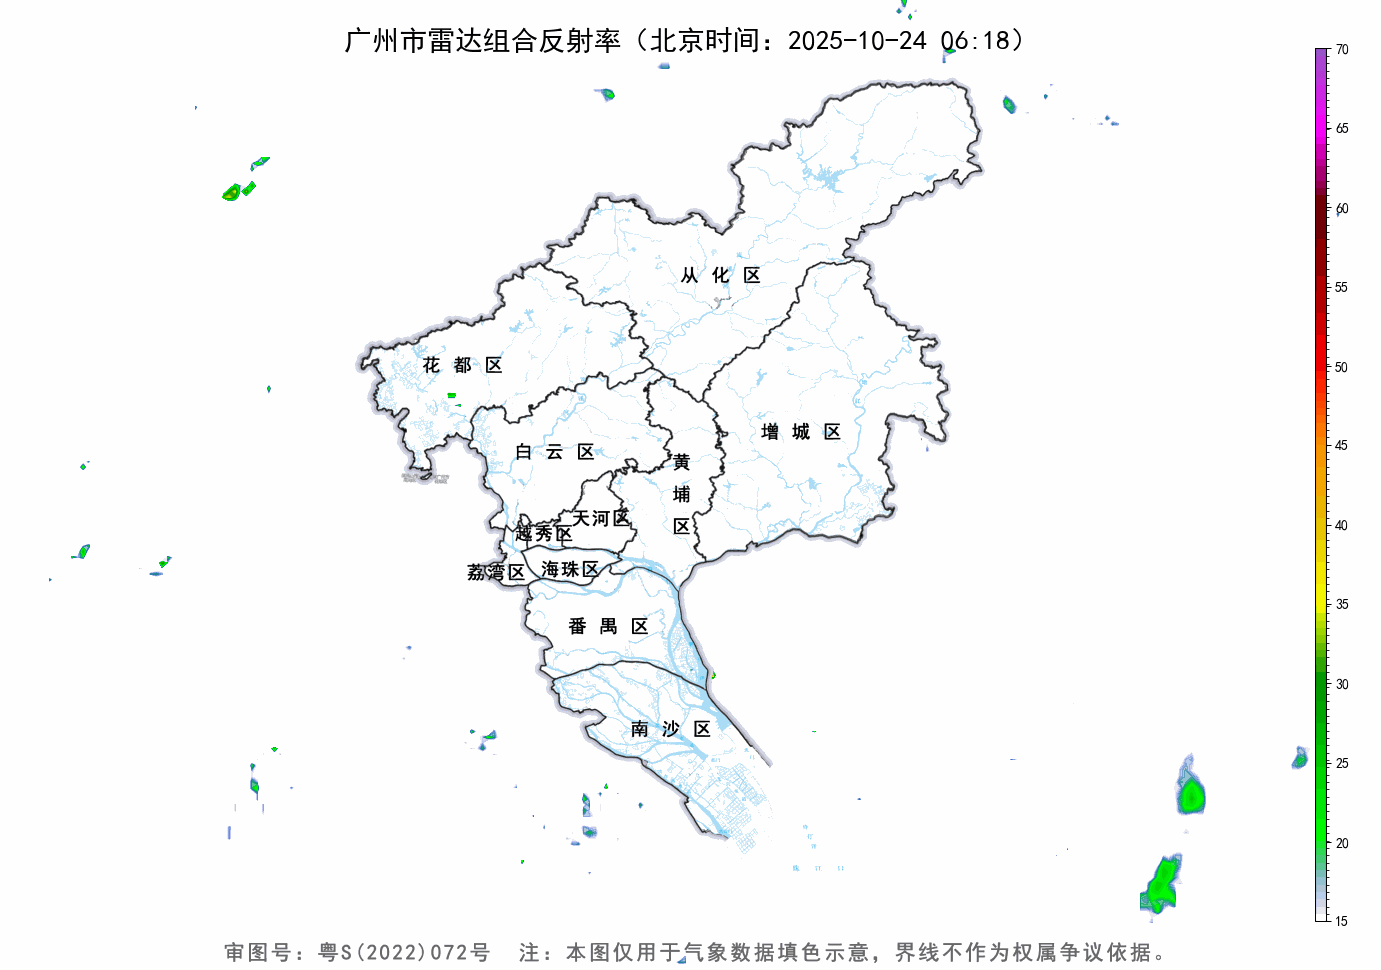 广州市雷达组合反射率（北京时间：2025-10-24 06:18）
70
65
60
55
50
45
40
35
30
25
20
15
从化区
花都区
增城区
白云区
黄埔区
天河区
越秀区
海珠区
荔湾区
番禺区
南沙区
审图号：粤S(2022)072号 注：本图仅用于气象数据填色示意，界线不作为权属争议依据。